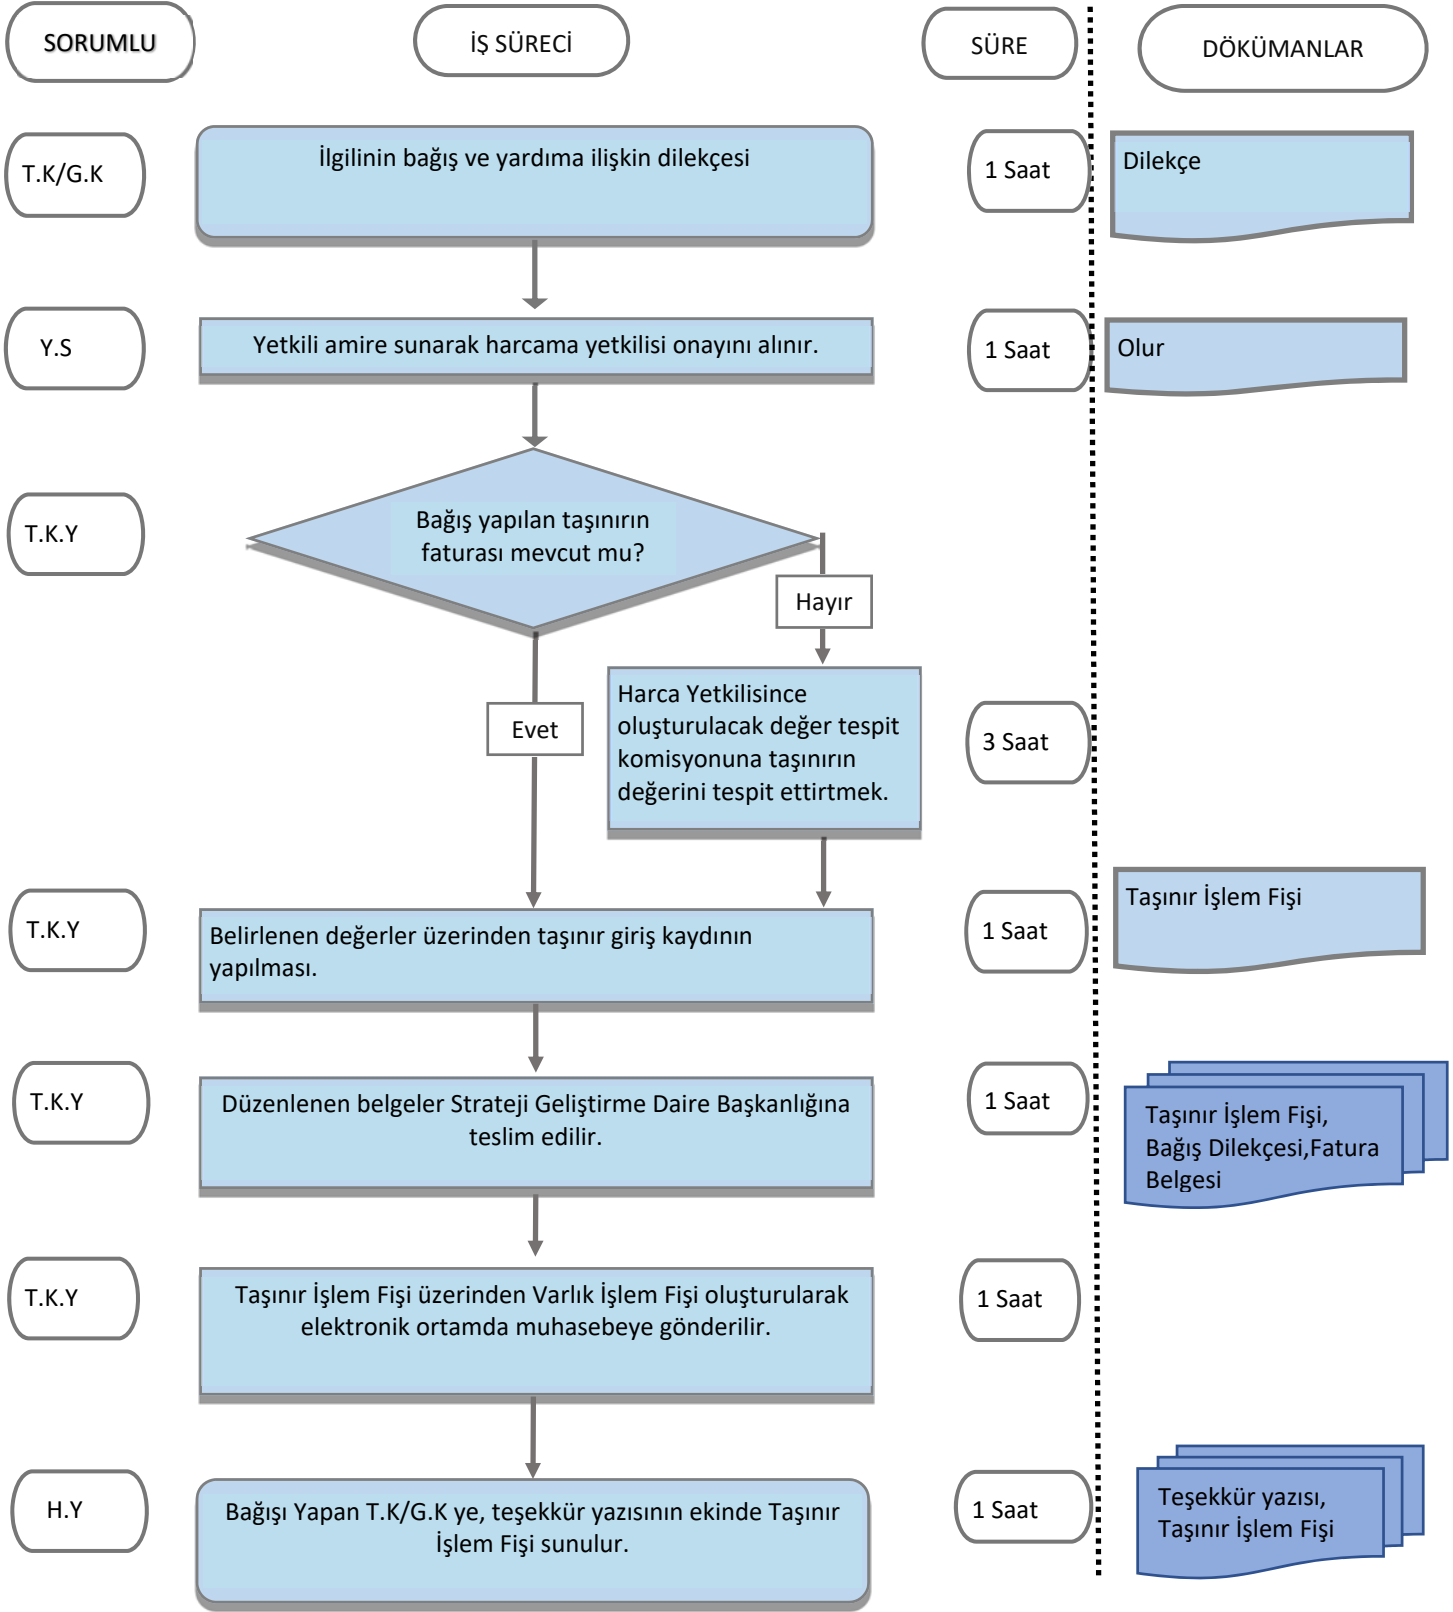 SORUMLU
İŞ SÜRECİ
SÜRE
DÖKÜMANLAR
T.K/G.K
İlgilinin bağış ve yardıma ilişkin dilekçesi
1 Saat
Dilekçe
Y.S
Yetkili amire sunarak harcama yetkilisi onayını alınır.
1 Saat
Olur
T.K.Y
Bağış yapılan taşınırın
faturası mevcut mu?
Hayır
Evet
Harca Yetkilisince
oluşturulacak değer tespit
komisyonuna taşınırın
değerini tespit ettirtmek.
3 Saat
T.K.Y
Belirlenen değerler üzerinden taşınır giriş kaydının
yapılması.
1 Saat
Taşınır İşlem Fişi
T.K.Y
Düzenlenen belgeler Strateji Geliştirme Daire Başkanlığına
teslim edilir.
1 Saat
Taşınır İşlem Fişi,
Bağış Dilekçesi,Fatura
Belgesi
T.K.Y
Taşınır İşlem Fişi üzerinden Varlık İşlem Fişi oluşturularak
elektronik ortamda muhasebeye gönderilir.
1 Saat
H.Y
Bağışı Yapan T.K/G.K ye, teşekkür yazısının ekinde Taşınır
İşlem Fişi sunulur.
1 Saat
Teşekkür yazısı,
Taşınır İşlem Fişi